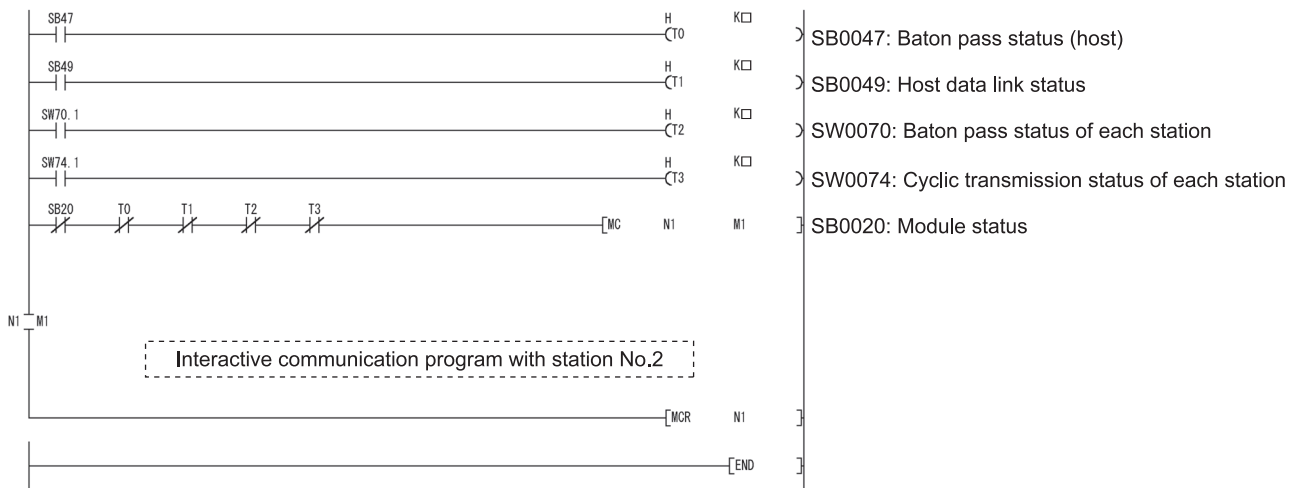 SB47 H K□
(T0 ) SB0047: Baton pass status (host)
SB49 H K□
(T1 ) SB0049: Host data link status
SW70.1 H K□
(T2 ) SW0070: Baton pass status of each station
SW74.1 H K□
(T3 ) SW0074: Cyclic transmission status of each station
SB20 T0 T1 T2 T3
[MC N1 M1 ] SB0020: Module status
N1 M1
Interactive communication program with station No.2
[MCR N1 ]
[END ]